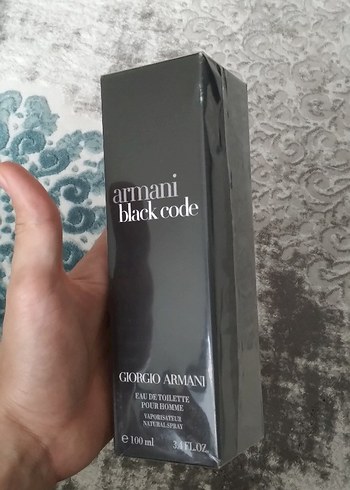 armani
black code
GIORGIO ARMANI
EAU DE TOILETTE
POUR HOMME
VAPORISATEUR
NATURAL SPRAY
℮ 100 ml 3.4 FL.OZ.